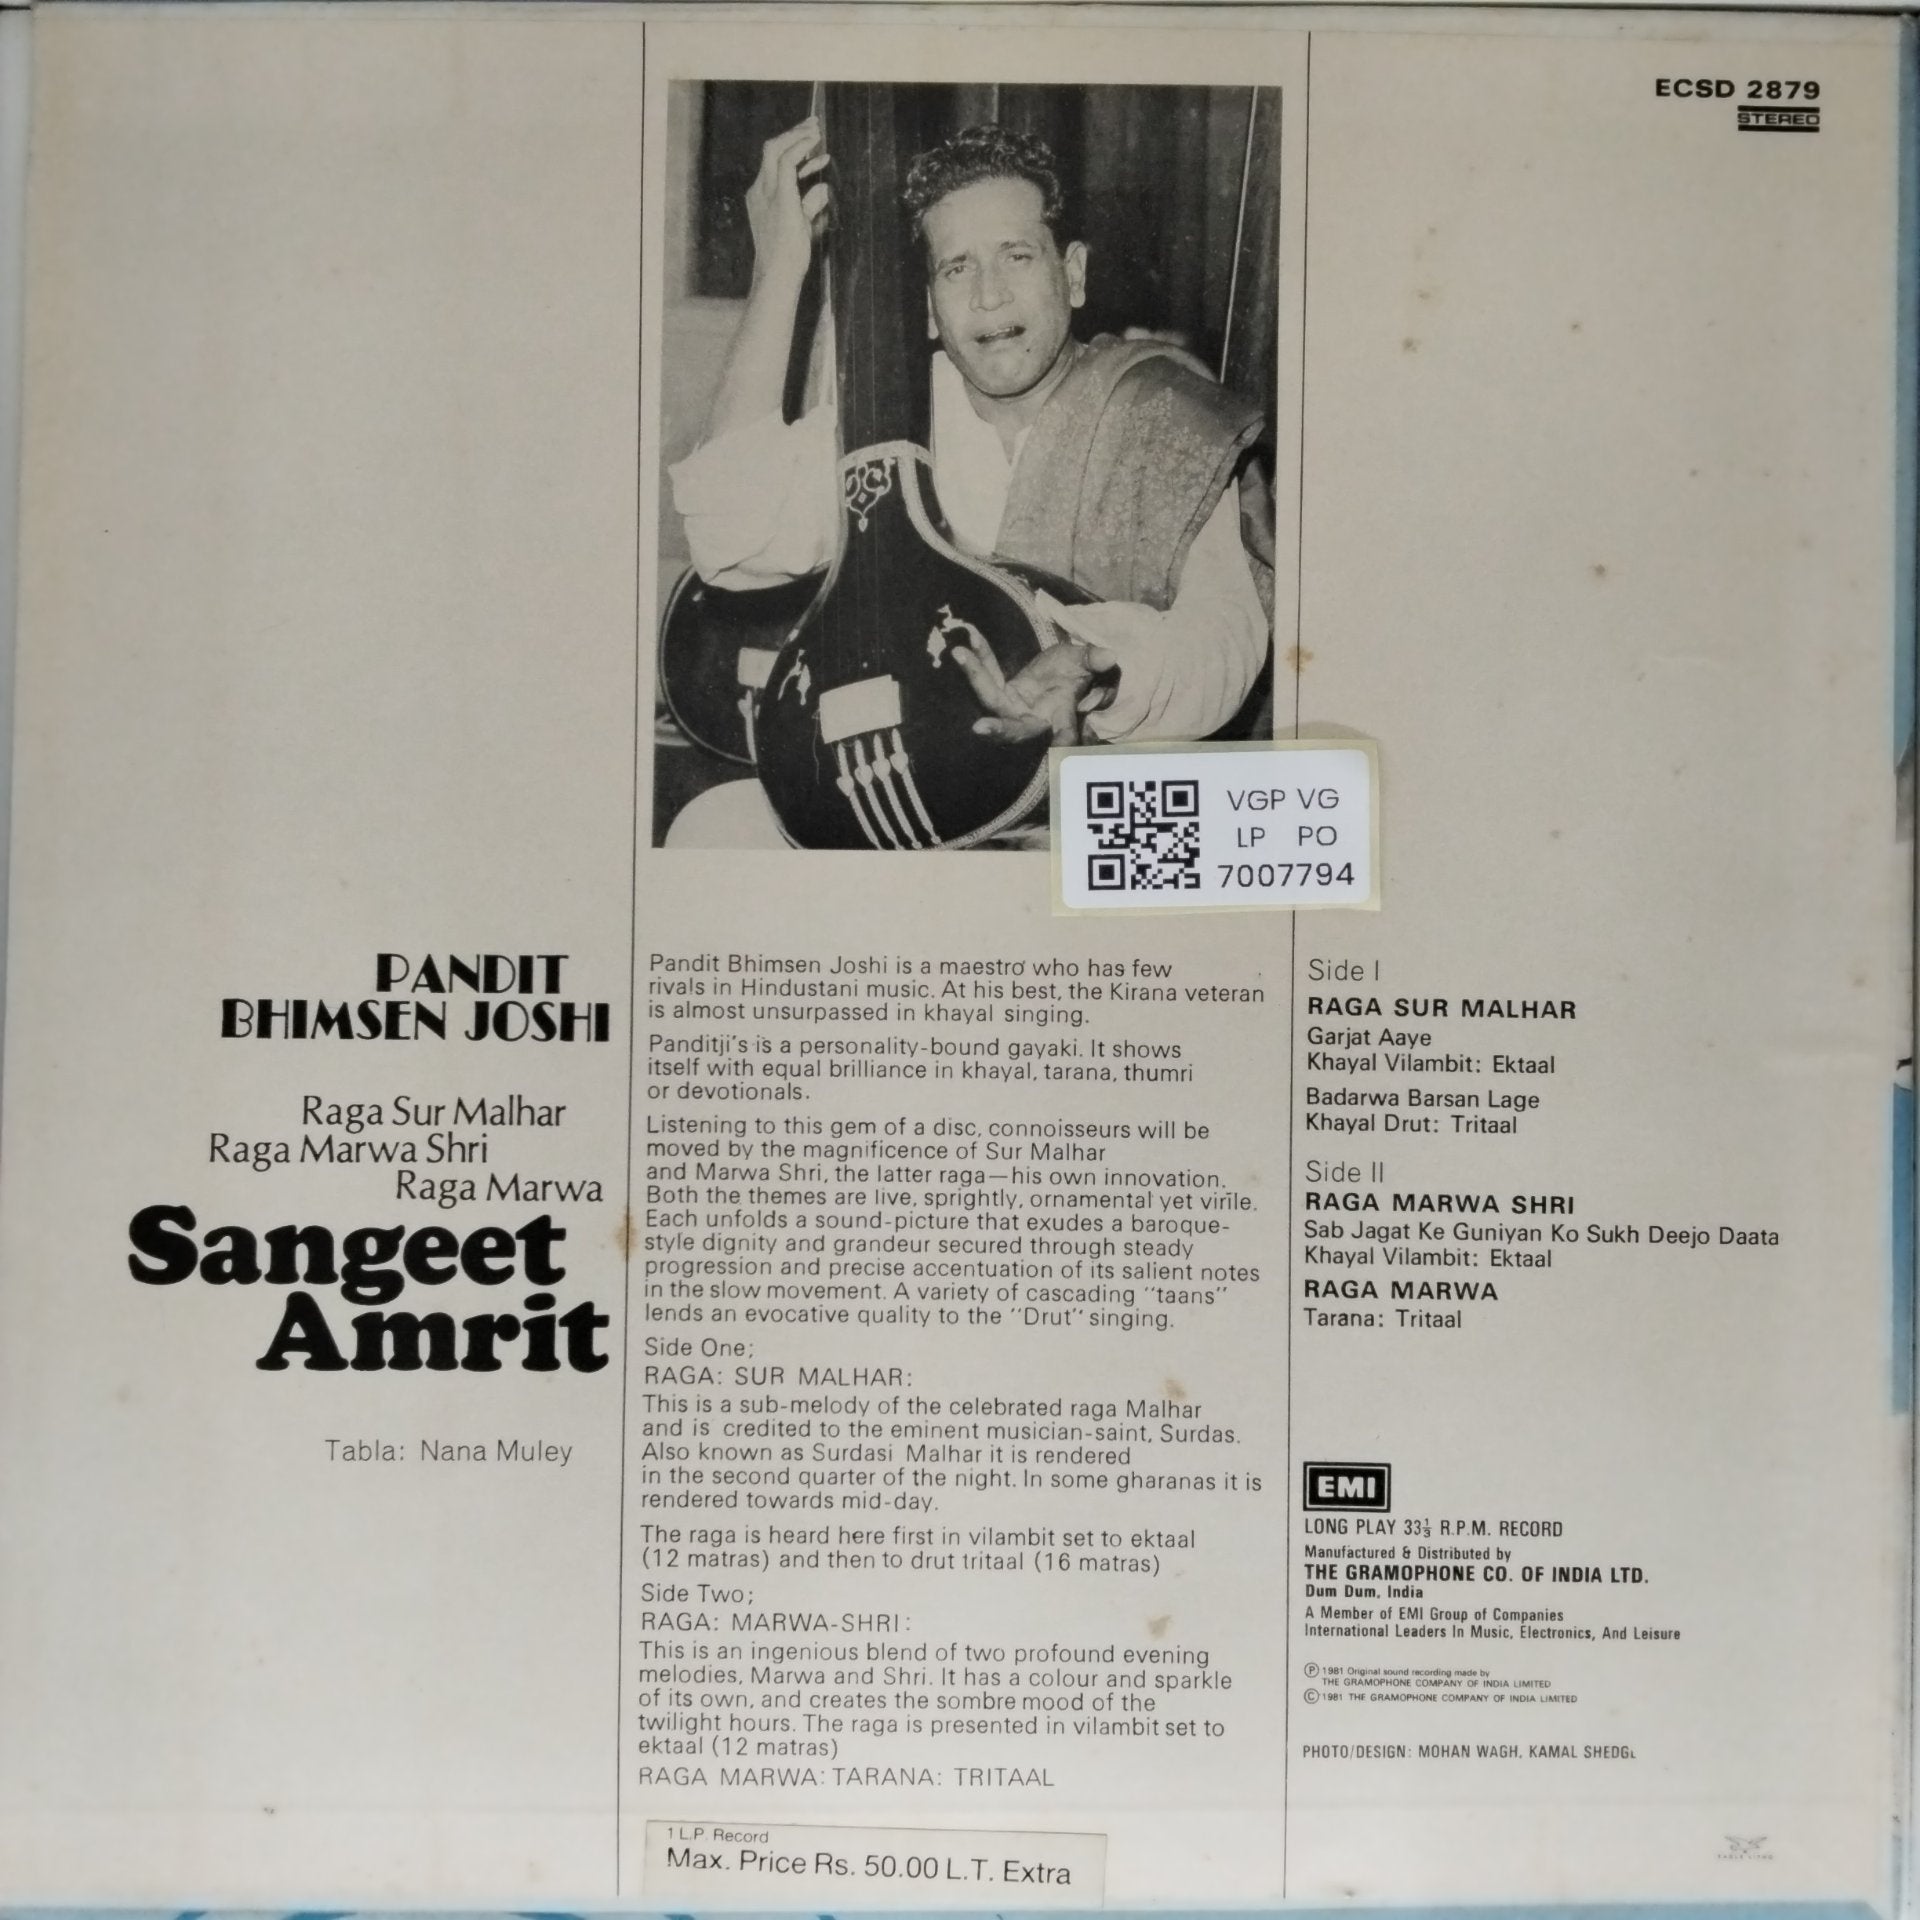 ECSD 2879
STEREO
VGP VG
LP PO
7007794
PANDIT
BHIMSEN JOSHI
Raga Sur Malhar
Raga Marwa Shri
Raga Marwa
Sangeet
Amrit
Tabla: Nana Muley
Pandit Bhimsen Joshi is a maestro who has few
rivals in Hindustani music. At his best, the Kirana veteran
is almost unsurpassed in khayal singing.
Panditji's is a personality-bound gayaki. It shows
itself with equal brilliance in khayal, tarana, thumri
or devotionals.
Listening to this gem of a disc, connoisseurs will be
moved by the magnificence of Sur Malhar
and Marwa Shri, the latter raga—his own innovation.
Both the themes are live, sprightly, ornamental yet virile.
Each unfolds a sound-picture that exudes a baroque-
style dignity and grandeur secured through steady
progression and precise accentuation of its salient notes
in the slow movement. A variety of cascading "taans"
lends an evocative quality to the "Drut" singing.
Side One;
RAGA: SUR MALHAR:
This is a sub-melody of the celebrated raga Malhar
and is credited to the eminent musician-saint, Surdas.
Also known as Surdasi Malhar it is rendered
in the second quarter of the night. In some gharanas it is
rendered towards mid-day.
The raga is heard here first in vilambit set to ektaal
(12 matras) and then to drut tritaal (16 matras)
Side Two;
RAGA: MARWA-SHRI:
This is an ingenious blend of two profound evening
melodies, Marwa and Shri. It has a colour and sparkle
of its own, and creates the sombre mood of the
twilight hours. The raga is presented in vilambit set to
ektaal (12 matras)
RAGA MARWA: TARANA: TRITAAL
1 L.P. Record
Max. Price Rs. 50.00 L.T. Extra
Side I
RAGA SUR MALHAR
Garjat Aaye
Khayal Vilambit: Ektaal
Badarwa Barsan Lage
Khayal Drut: Tritaal
Side II
RAGA MARWA SHRI
Sab Jagat Ke Guniyan Ko Sukh Deejo Daata
Khayal Vilambit: Ektaal
RAGA MARWA
Tarana: Tritaal
EMI
LONG PLAY 33⅓ R.P.M. RECORD
Manufactured & Distributed by
THE GRAMOPHONE CO. OF INDIA LTD.
Dum Dum, India
A Member of EMI Group of Companies
International Leaders In Music, Electronics, And Leisure
℗ 1981 Original sound recording made by
THE GRAMOPHONE COMPANY OF INDIA LIMITED
© 1981 THE GRAMOPHONE COMPANY OF INDIA LIMITED
PHOTO/DESIGN: MOHAN WAGH, KAMAL